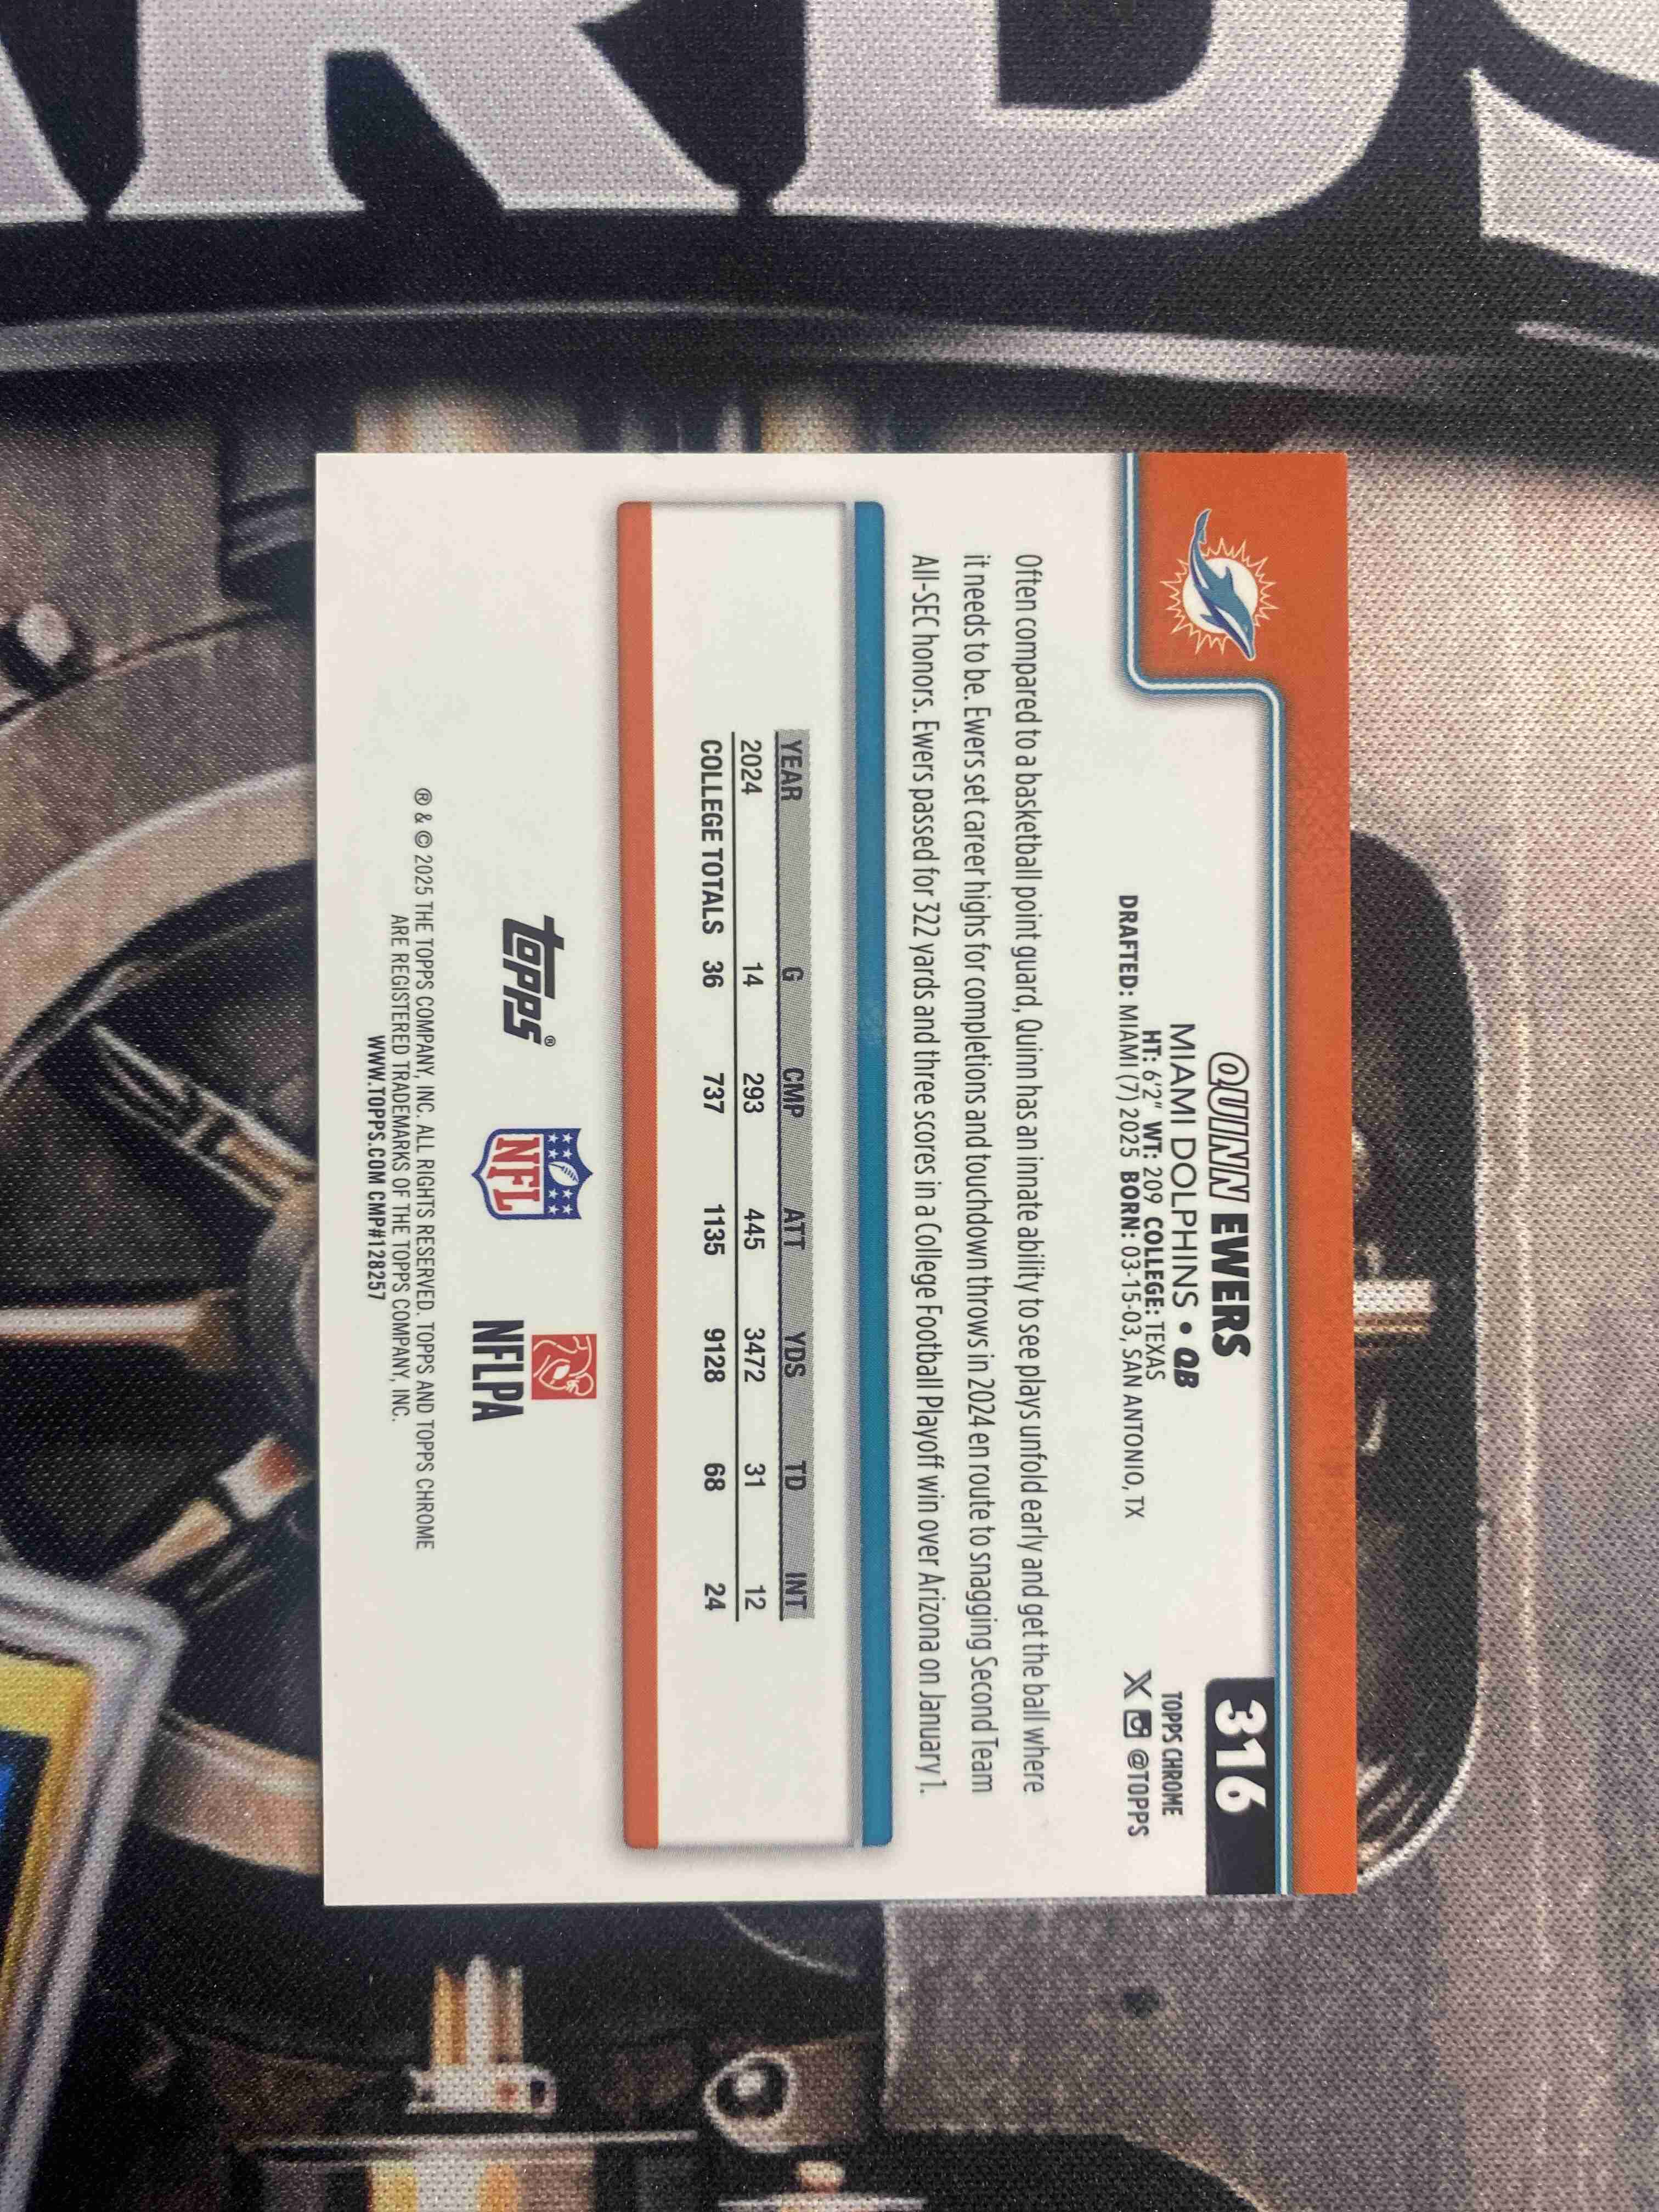 316
TOPPS CHROME
X @TOPPS
QUINN EWERS
MIAMI DOLPHINS • QB
HT: 6'2" WT: 209 COLLEGE: TEXAS
DRAFTED: MIAMI (7) 2025 BORN: 03-15-03, SAN ANTONIO, TX
Often compared to a basketball point guard, Quinn has an innate ability to see plays unfold early and get the ball where
it needs to be. Ewers set career highs for completions and touchdown throws in 2024 en route to snagging Second Team
All-SEC honors. Ewers passed for 322 yards and three scores in a College Football Playoff win over Arizona on January 1.
YEAR G CMP ATT YDS TD INT
2024 14 293 445 3472 31 12
COLLEGE TOTALS 36 737 1135 9128 68 24
topps®
NFL
NFLPA
® & © 2025 THE TOPPS COMPANY, INC. ALL RIGHTS RESERVED. TOPPS AND TOPPS CHROME
ARE REGISTERED TRADEMARKS OF THE TOPPS COMPANY, INC.
WWW.TOPPS.COM CMP#128257